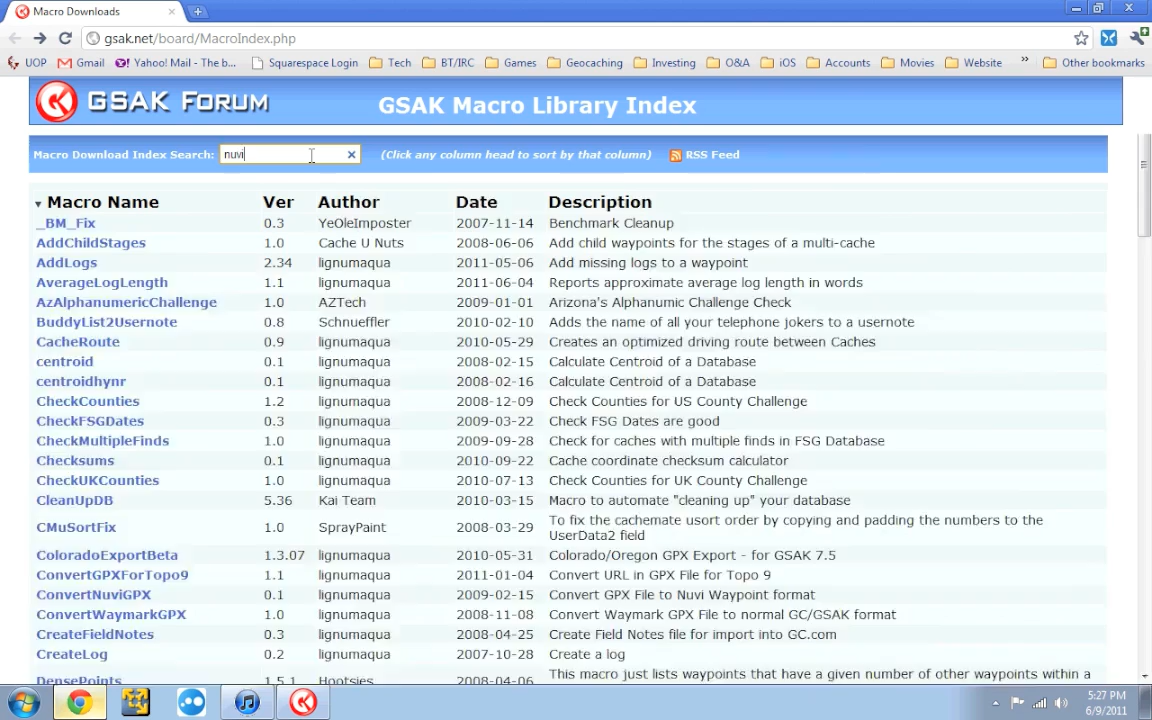 Macro Downloads
gsak.net/board/MacroIndex.php
UOP Gmail Yahoo! Mail - The b... Squarespace Login Tech BT/IRC Games Geocaching Investing O&A iOS Accounts Movies Website » Other bookmarks
GSAK FORUM GSAK Macro Library Index
Macro Download Index Search: nuvi (Click any column head to sort by that column) RSS Feed
Macro Name Ver Author Date Description
_BM_Fix 0.3 YeOleImposter 2007-11-14 Benchmark Cleanup
AddChildStages 1.0 Cache U Nuts 2008-06-06 Add child waypoints for the stages of a multi-cache
AddLogs 2.34 lignumaqua 2011-05-06 Add missing logs to a waypoint
AverageLogLength 1.1 lignumaqua 2011-06-04 Reports approximate average log length in words
AzAlphanumericChallenge 1.0 AZTech 2009-01-01 Arizona's Alphanumic Challenge Check
BuddyList2Usernote 0.8 Schnueffler 2010-02-10 Adds the name of all your telephone jokers to a usernote
CacheRoute 0.9 lignumaqua 2010-05-29 Creates an optimized driving route between Caches
centroid 0.1 lignumaqua 2008-02-15 Calculate Centroid of a Database
centroidhynr 0.1 lignumaqua 2008-02-16 Calculate Centroid of a Database
CheckCounties 1.2 lignumaqua 2008-12-09 Check Counties for US County Challenge
CheckFSGDates 0.3 lignumaqua 2009-03-22 Check FSG Dates are good
CheckMultipleFinds 1.0 lignumaqua 2009-09-28 Check for caches with multiple finds in FSG Database
Checksums 0.1 lignumaqua 2010-09-22 Cache coordinate checksum calculator
CheckUKCounties 1.0 lignumaqua 2010-07-13 Check Counties for UK County Challenge
CleanUpDB 5.36 Kai Team 2010-03-15 Macro to automate "cleaning up" your database
CMuSortFix 1.0 SprayPaint 2008-03-29 To fix the cachemate usort order by copying and padding the numbers to the
UserData2 field
ColoradoExportBeta 1.3.07 lignumaqua 2010-05-31 Colorado/Oregon GPX Export - for GSAK 7.5
ConvertGPXForTopo9 1.1 lignumaqua 2011-01-04 Convert URL in GPX File for Topo 9
ConvertNuviGPX 0.1 lignumaqua 2009-02-15 Convert GPX File to Nuvi Waypoint format
ConvertWaymarkGPX 1.0 lignumaqua 2008-11-08 Convert Waymark GPX File to normal GC/GSAK format
CreateFieldNotes 0.3 lignumaqua 2008-04-25 Create Field Notes file for import into GC.com
CreateLog 0.2 lignumaqua 2007-10-28 Create a log
DensePoints 1.5.1 Hootsies 2008-04-06 This macro just lists waypoints that have a given number of other waypoints within a
5:27 PM
6/9/2011